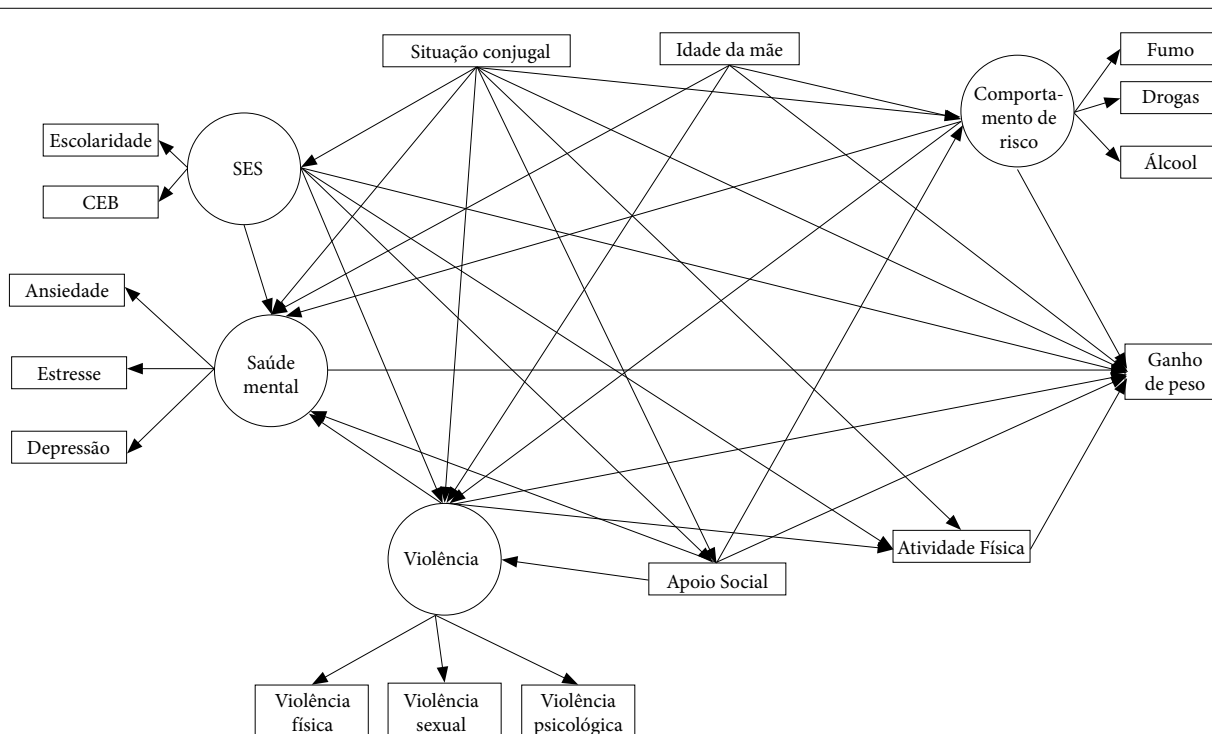 Situação conjugal
Idade da mãe
Fumo
Drogas
Álcool
Comporta-
mento de
risco
Escolaridade
CEB
SES
Ansiedade
Estresse
Depressão
Saúde
mental
Ganho
de peso
Violência
Apoio Social
Atividade Física
Violência
física
Violência
sexual
Violência
psicológica